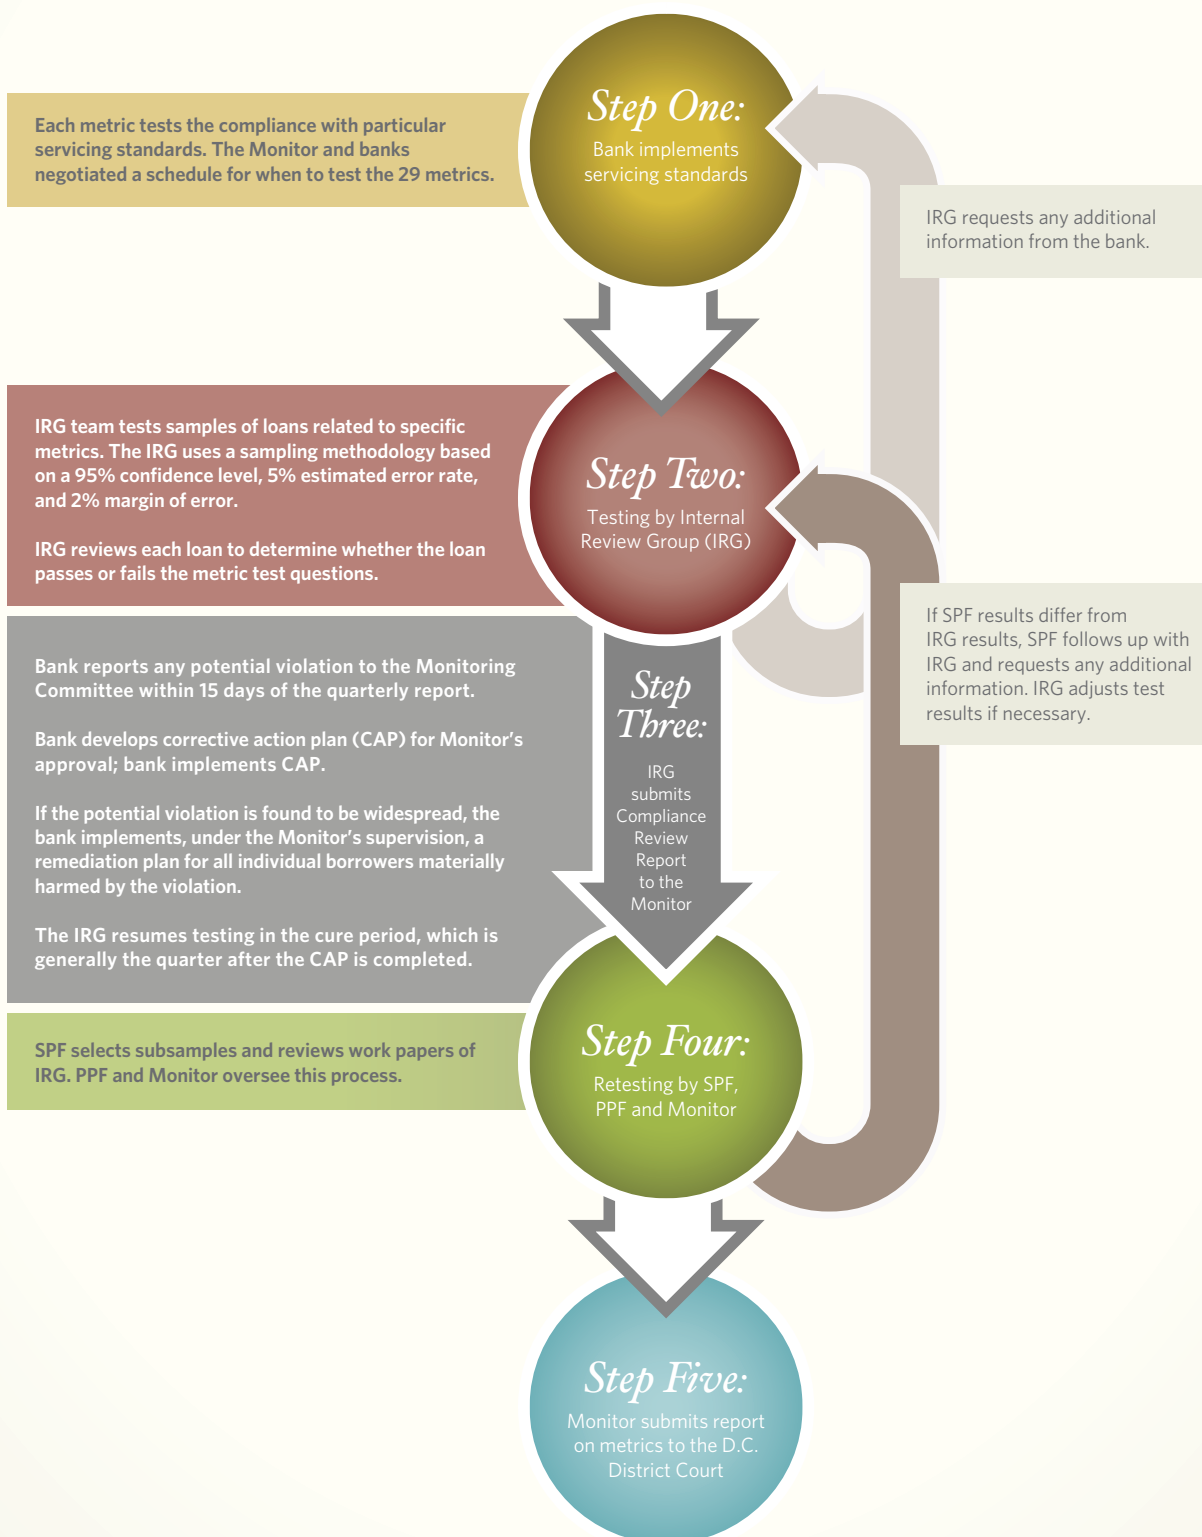 Step One:
Bank implements
servicing standards
Each metric tests the compliance with particular
servicing standards. The Monitor and banks
negotiated a schedule for when to test the 29 metrics.
IRG requests any additional
information from the bank.
Step Two:
Testing by Internal
Review Group (IRG)
IRG team tests samples of loans related to specific
metrics. The IRG uses a sampling methodology based
on a 95% confidence level, 5% estimated error rate,
and 2% margin of error.
IRG reviews each loan to determine whether the loan
passes or fails the metric test questions.
If SPF results differ from
IRG results, SPF follows up with
IRG and requests any additional
information. IRG adjusts test
results if necessary.
Step
Three:
IRG
submits
Compliance
Review
Report
to the
Monitor
Bank reports any potential violation to the Monitoring
Committee within 15 days of the quarterly report.
Bank develops corrective action plan (CAP) for Monitor's
approval; bank implements CAP.
If the potential violation is found to be widespread, the
bank implements, under the Monitor's supervision, a
remediation plan for all individual borrowers materially
harmed by the violation.
The IRG resumes testing in the cure period, which is
generally the quarter after the CAP is completed.
Step Four:
Retesting by SPF,
PPF and Monitor
SPF selects subsamples and reviews work papers of
IRG. PPF and Monitor oversee this process.
Step Five:
Monitor submits report
on metrics to the D.C.
District Court